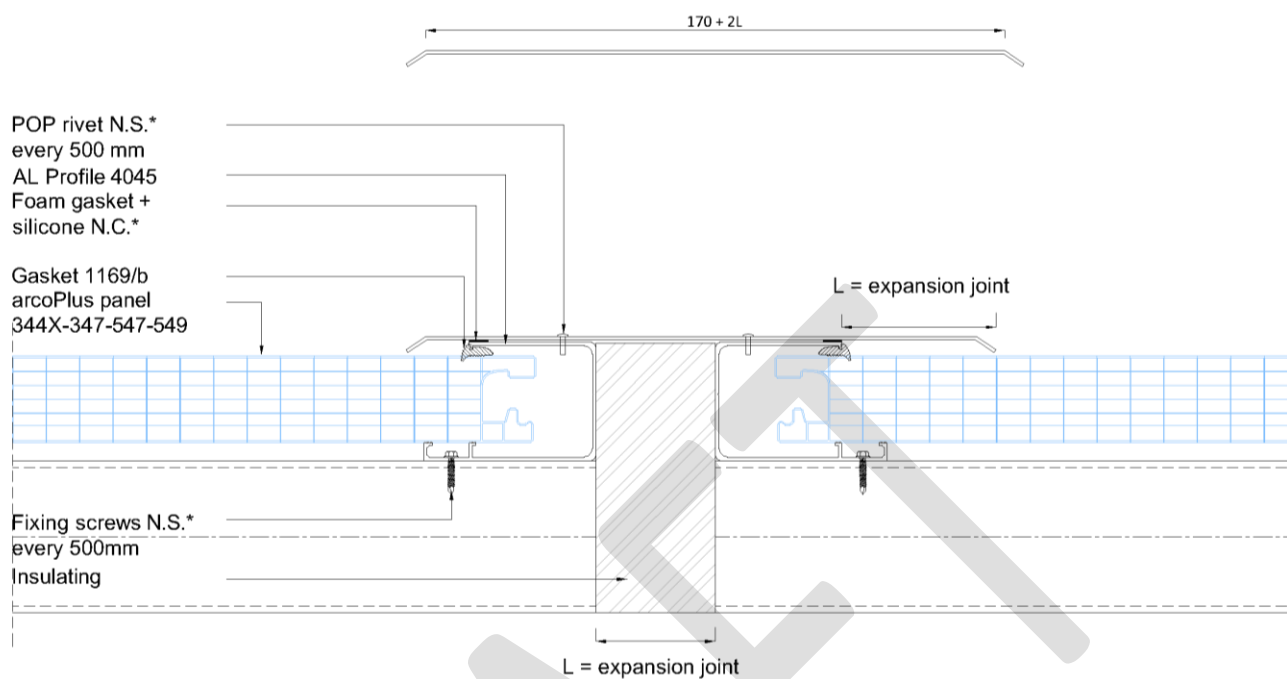 170 + 2L
POP rivet N.S.*
every 500 mm
AL Profile 4045
Foam gasket +
silicone N.C.*
Gasket 1169/b
arcoPlus panel
344X-347-547-549
L = expansion joint
Fixing screws N.S.*
every 500mm
Insulating
L = expansion joint